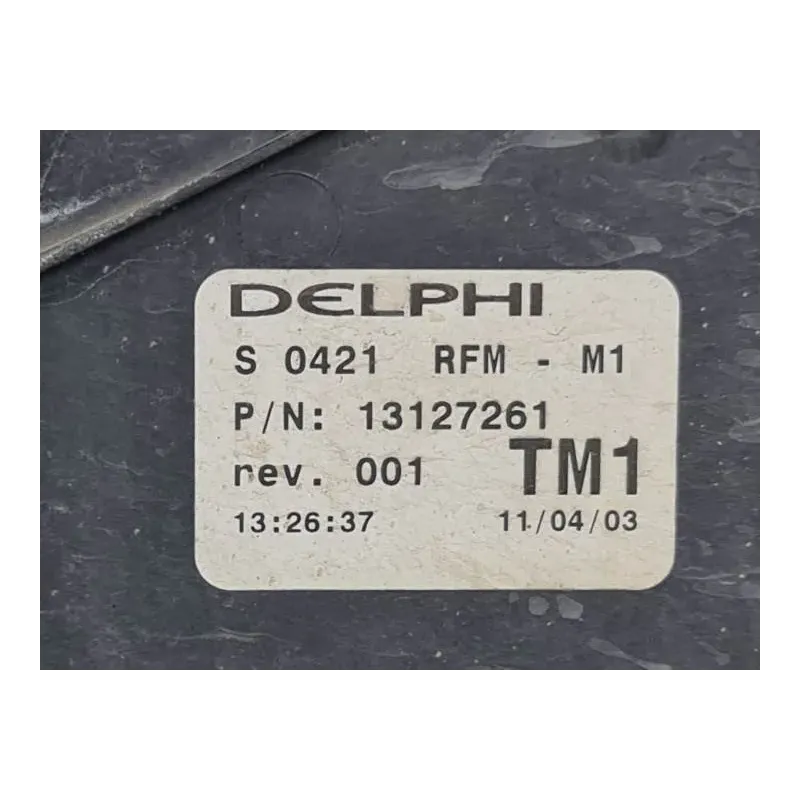 DELPHI
S 0421 RFM - M1
P/N: 13127261
rev. 001 TM1
13:26:37 11/04/03